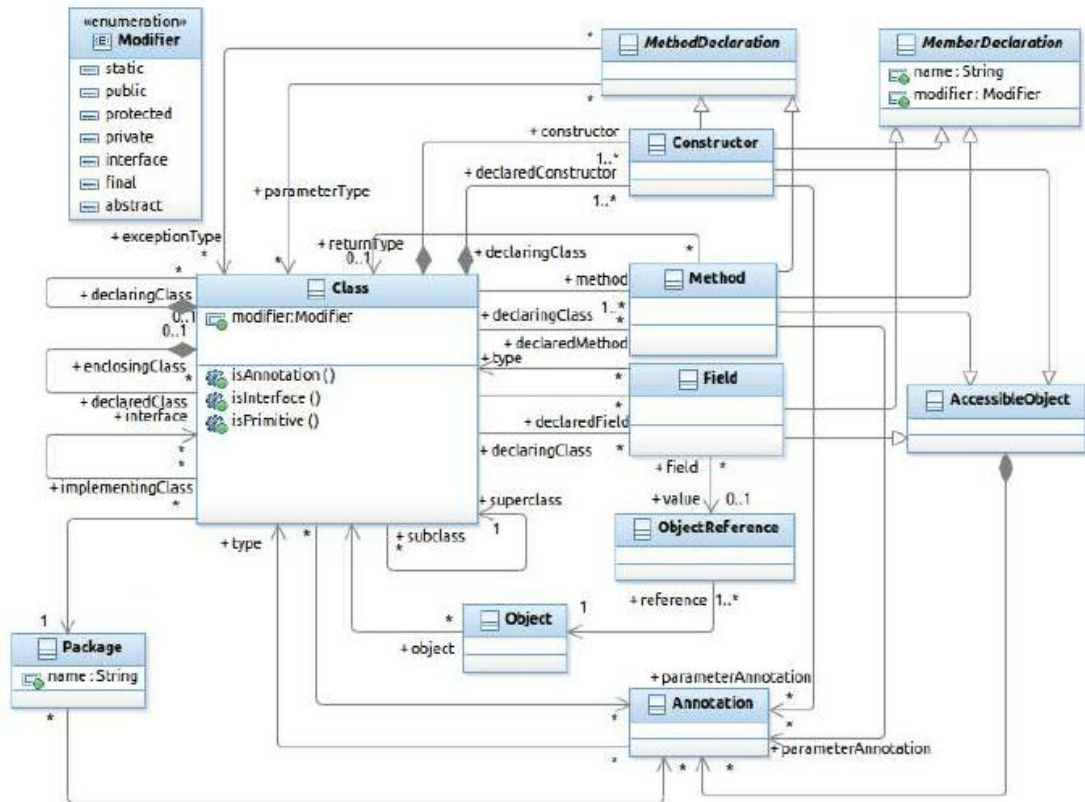 «enumeration»
Modifier
static
public
protected
private
interface
final
abstract
*
MethodDeclaration
*
MemberDeclaration
name : String
modifier : Modifier
+ constructor
1..*
Constructor
+ declaredConstructor
1..*
+ parameterType
+ exceptionType
*
*
+ returnType
0..1
+ declaringClass
*
*
+ declaringClass
0..1
0..1
Class
modifier:Modifier
isAnnotation ()
isInterface ()
isPrimitive ()
+ method
1..*
+ declaringClass
*
+ declaredMethod
Method
+ type
*
*
Field
+ enclosingClass
*
+ declaredClass
+ interface
*
*
+ implementingClass
*
+ declaredField
+ declaringClass
*
AccessibleObject
+ field
*
+ value
0..1
ObjectReference
+ superclass
1
+ subclass
*
+ type
*
+ reference
1..*
1
*
Object
+ object
1
Package
name : String
*
+ parameterAnnotation
*
*
Annotation
*
*
+ parameterAnnotation
*
*